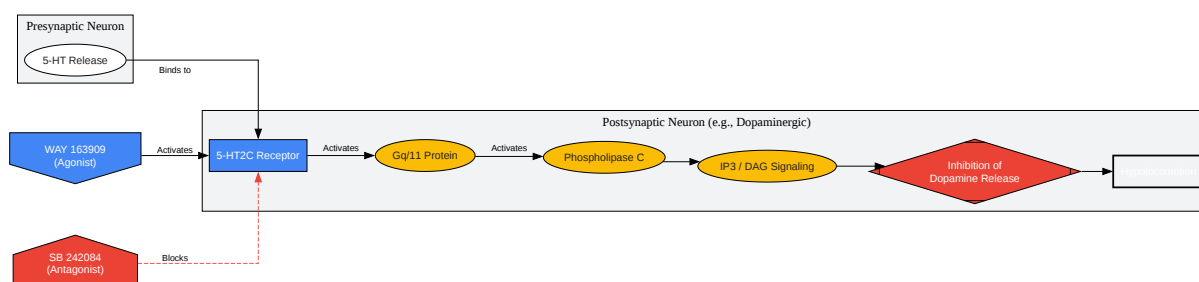 Presynaptic Neuron
5-HT Release
Binds to
Postsynaptic Neuron (e.g., Dopaminergic)
WAY 163909
(Agonist)
Activates
5-HT2C Receptor
Activates
Gq/11 Protein
Activates
Phospholipase C
IP3 / DAG Signaling
Inhibition of
Dopamine Release
SB 242084
(Antagonist)
Blocks